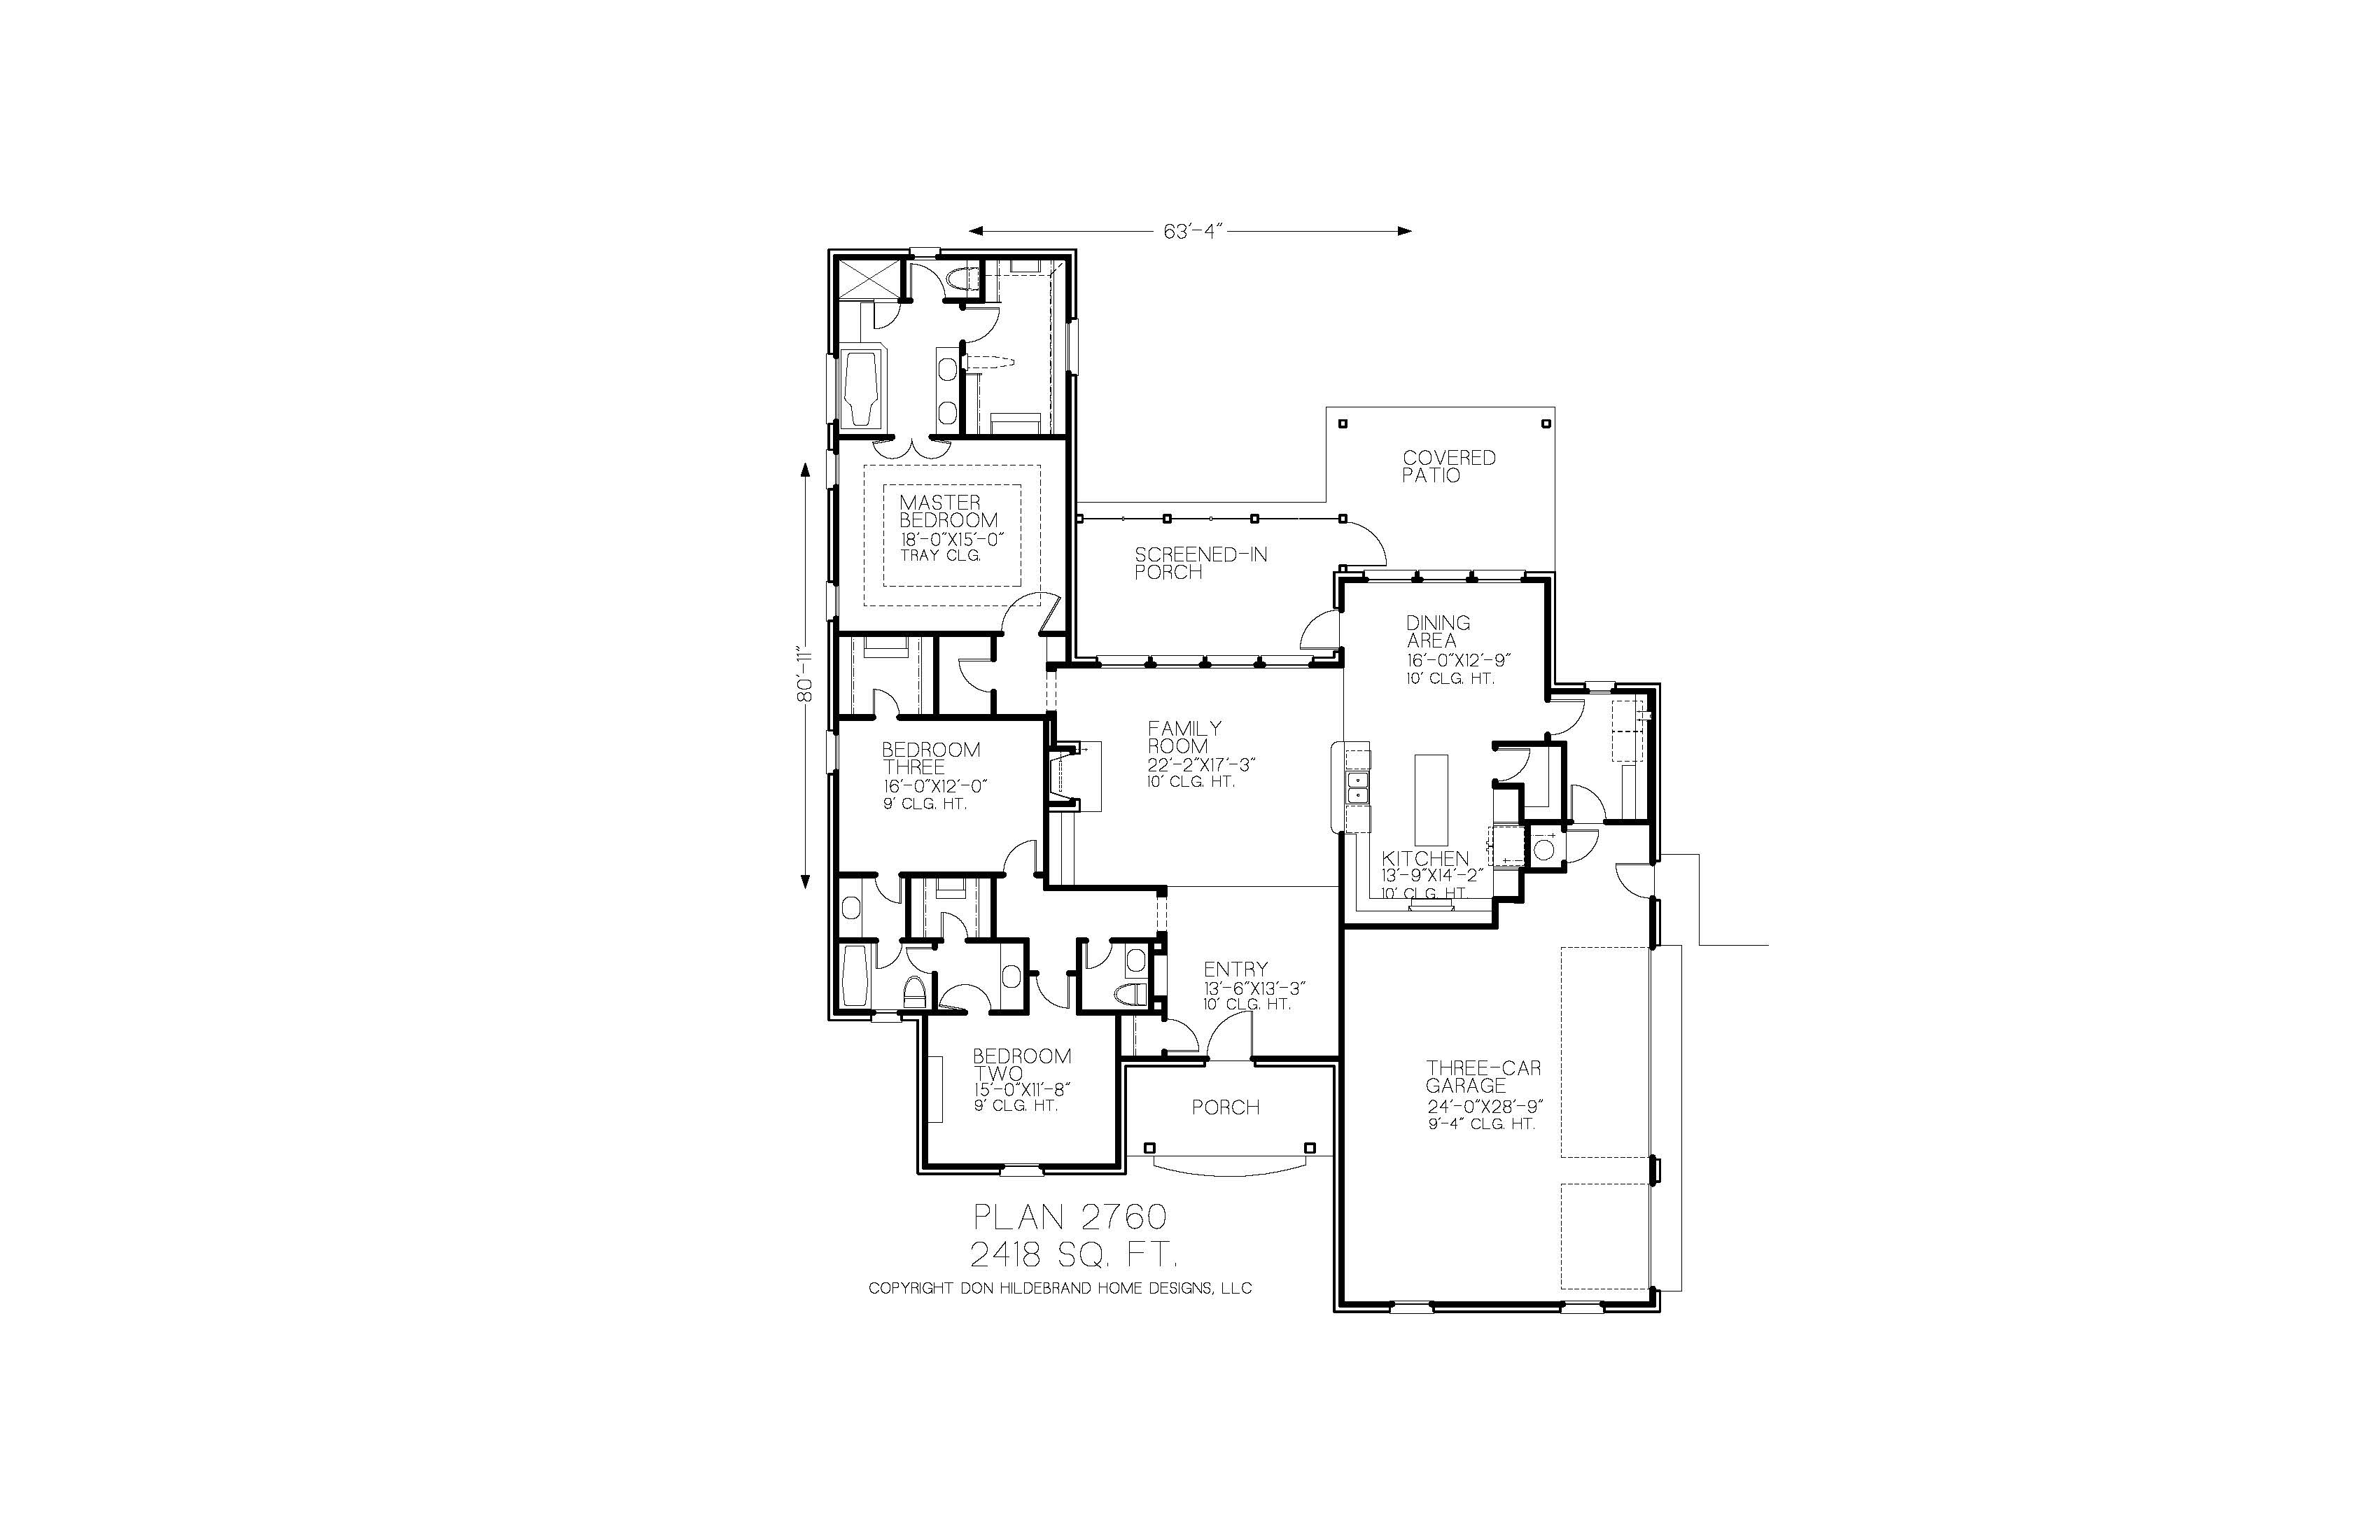 63'-4"
COVERED
PATIO
MASTER
BEDROOM
18'-0"X15'-0"
TRAY CLG.
SCREENED-IN
PORCH
DINING
AREA
16'-0"X12'-9"
10' CLG. HT.
80'-11"
FAMILY
ROOM
22'-2"X17'-3"
10' CLG. HT.
BEDROOM
THREE
16'-0"X12'-0"
9' CLG. HT.
KITCHEN
13'-9"X14'-2"
10' CLG. HT.
ENTRY
13'-6"X13'-3"
10' CLG. HT.
BEDROOM
TWO
15'-0"X11'-8"
9' CLG. HT.
THREE-CAR
GARAGE
24'-0"X28'-9"
9'-4" CLG. HT.
PORCH
PLAN 2760
2418 SQ. FT.
COPYRIGHT DON HILDEBRAND HOME DESIGNS, LLC